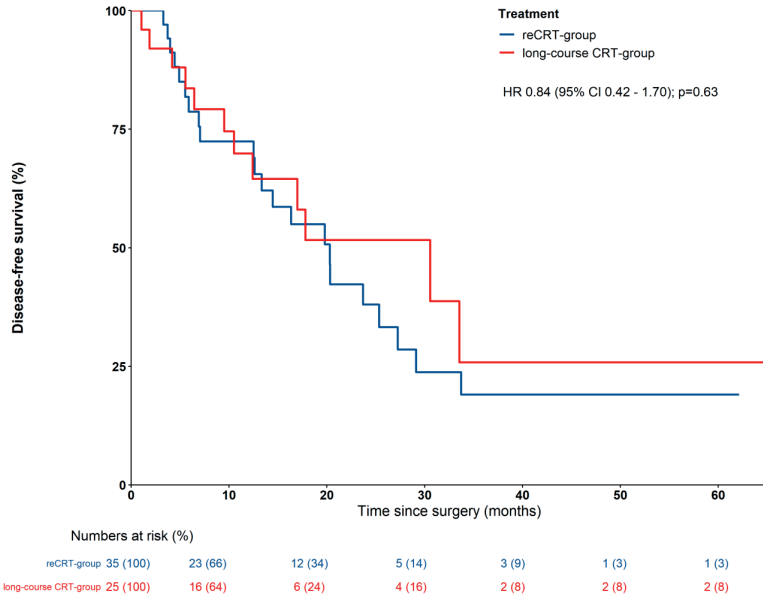 Treatment
reCRT-group
long-course CRT-group
HR 0.84 (95% CI 0.42 - 1.70); p=0.63
Disease-free survival (%)
100
75
50
25
0
0 10 20 30 40 50 60
Time since surgery (months)
Numbers at risk (%)
reCRT-group 35 (100) 23 (66) 12 (34) 5 (14) 3 (9) 1 (3) 1 (3)
long-course CRT-group 25 (100) 16 (64) 6 (24) 4 (16) 2 (8) 2 (8) 2 (8)